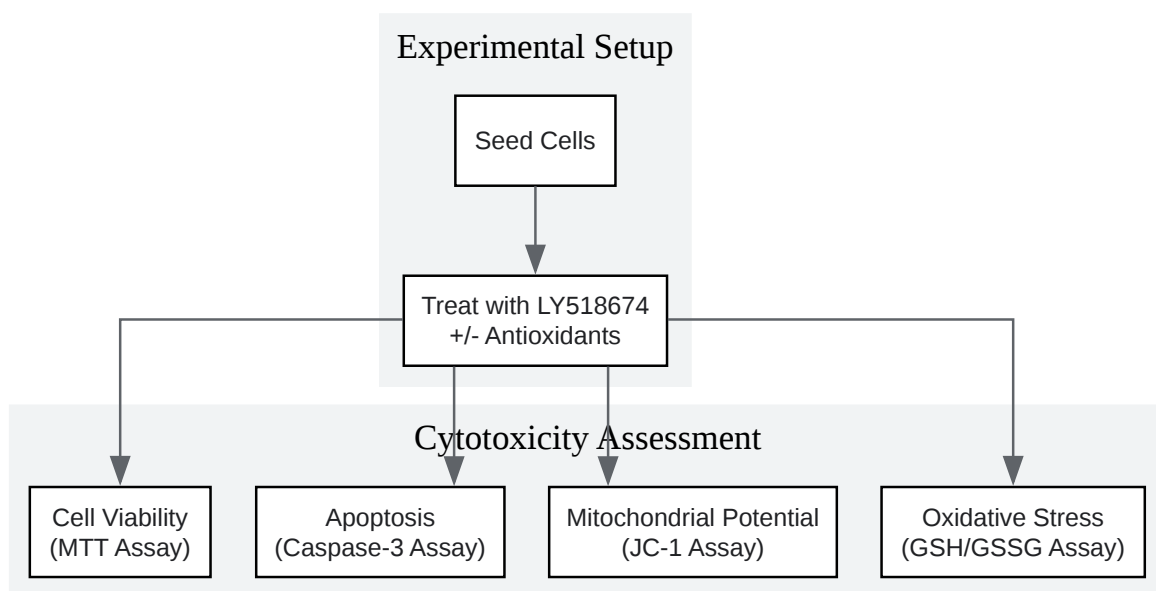 Experimental Setup
Seed Cells
Treat with LY518674
+/- Antioxidants
Cytotoxicity Assessment
Cell Viability
(MTT Assay)
Apoptosis
(Caspase-3 Assay)
Mitochondrial Potential
(JC-1 Assay)
Oxidative Stress
(GSH/GSSG Assay)